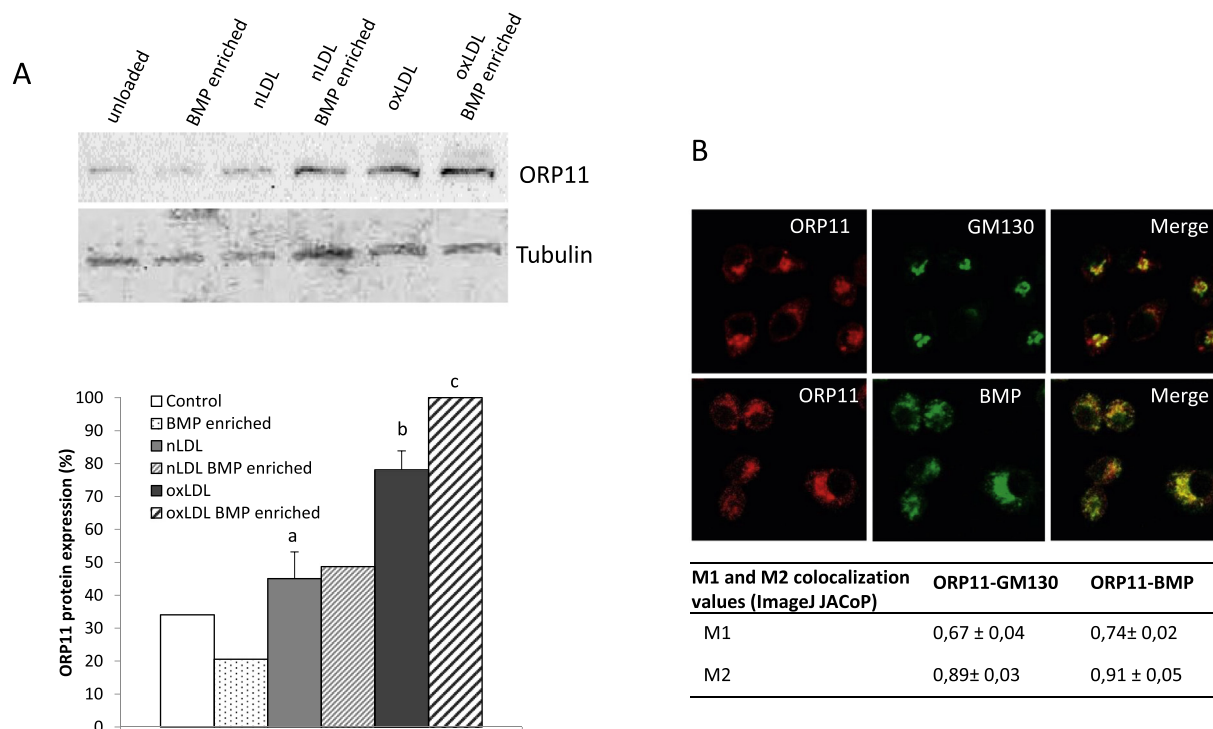 A
unloaded
BMP enriched
nLDL
nLDL
BMP enriched
oxLDL
oxLDL
BMP enriched
ORP11
Tubulin
ORP11 protein expression (%)
100
90
80
70
60
50
40
30
20
10
0
Control
BMP enriched
nLDL
nLDL BMP enriched
oxLDL
oxLDL BMP enriched
a
b
c
B
ORP11
GM130
Merge
ORP11
BMP
Merge
M1 and M2 colocalization ORP11-GM130 ORP11-BMP
values (ImageJ JACoP)
M1 0,67 ± 0,04 0,74± 0,02
M2 0,89± 0,03 0,91 ± 0,05